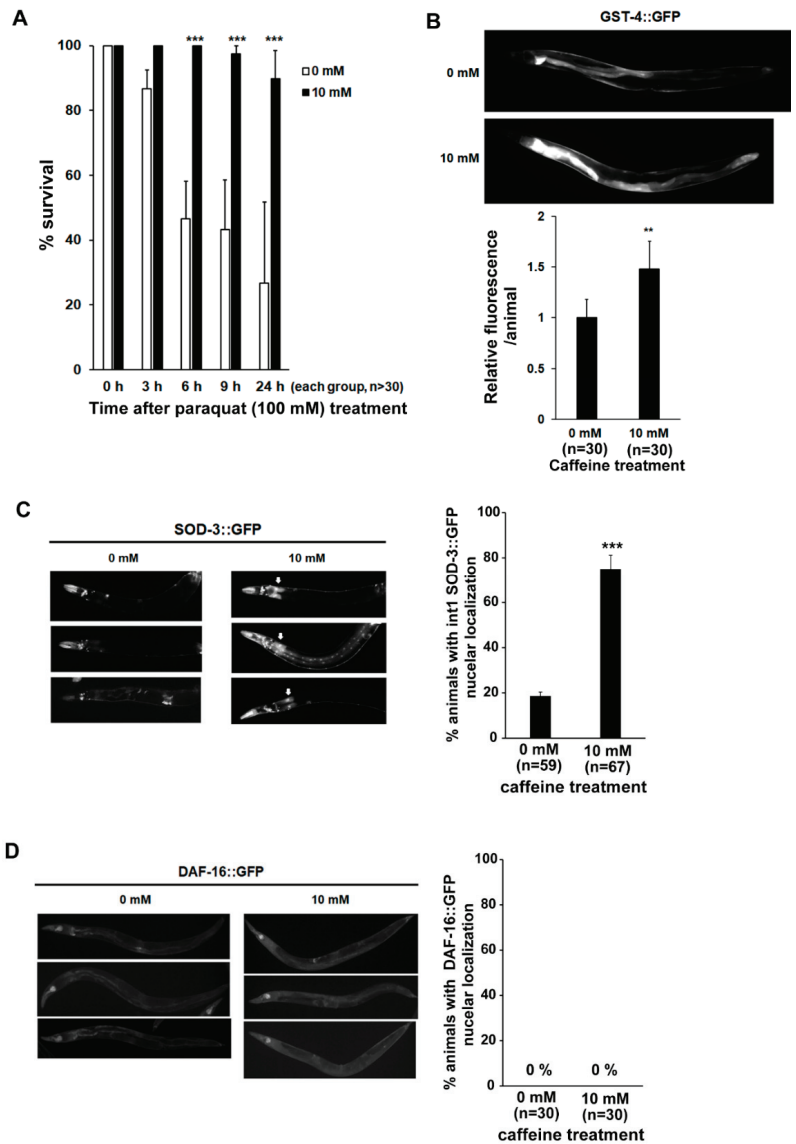 A
100
80
60
40
20
0
% survival
*** *** ***
0 mM
10 mM
0 h 3 h 6 h 9 h 24 h (each group, n>30)
Time after paraquat (100 mM) treatment
B
GST-4::GFP
0 mM
10 mM
Relative fluorescence
/animal
2
1.5
1
0.5
0
**
0 mM 10 mM
(n=30) (n=30)
Caffeine treatment
C
SOD-3::GFP
0 mM 10 mM
% animals with int1 SOD-3::GFP
nucelar localization
100
80
60
40
20
0
***
0 mM 10 mM
(n=59) (n=67)
caffeine treatment
D
DAF-16::GFP
0 mM 10 mM
% animals with DAF-16::GFP
nucelar localization
100
80
60
40
20
0
0 % 0 %
0 mM 10 mM
(n=30) (n=30)
caffeine treatment